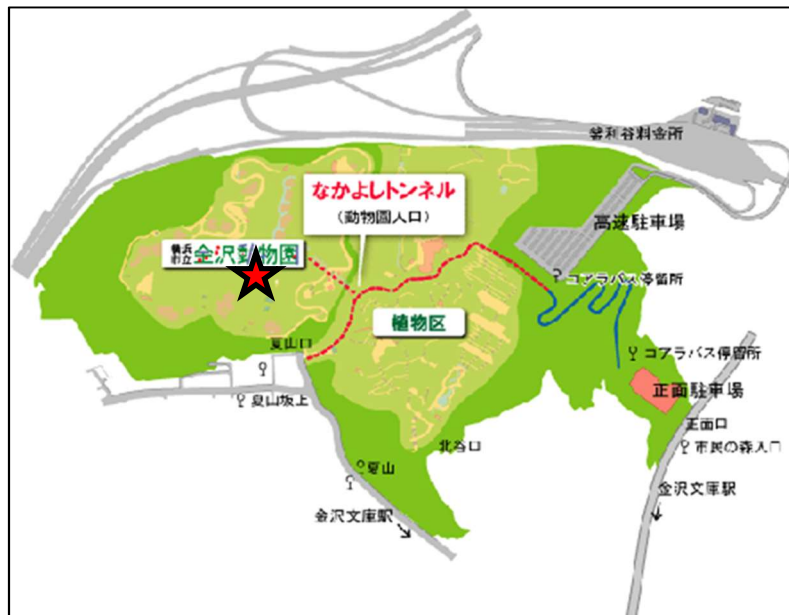 釜利谷料金所
なかよしトンネル
(動物園入口)
高速駐車場
横浜
市立
金沢動物園
コアラバス停留所
植物区
夏山口
コアラバス停留所
夏山坂上
正面駐車場
正面口
北谷口
市民の森入口
夏山
金沢文庫駅
金沢文庫駅